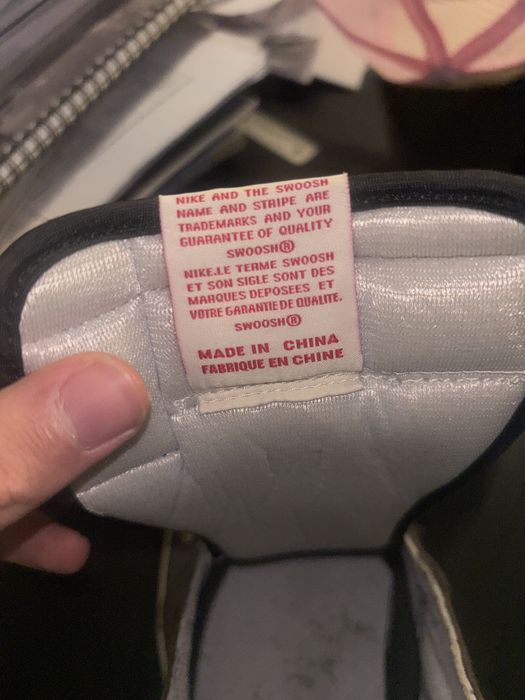 NIKE AND THE SWOOSH
NAME AND STRIPE ARE
TRADEMARKS AND YOUR
GUARANTEE OF QUALITY
SWOOSH®
NIKE.LE TERME SWOOSH
ET SON SIGLE SONT DES
MARQUES DEPOSEES ET
VOTRE GARANTIE DE QUALITE.
SWOOSH®
MADE IN CHINA
FABRIQUE EN CHINE